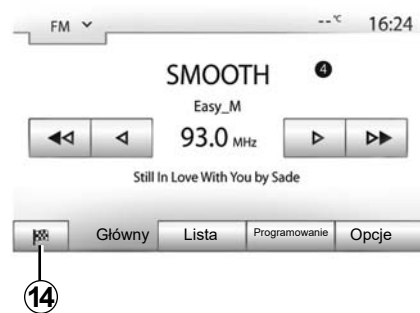 FM --°C 16:24
SMOOTH 4
Easy_M
93.0 MHz
Still In Love With You by Sade
Główny Lista Programowanie Opcje
14